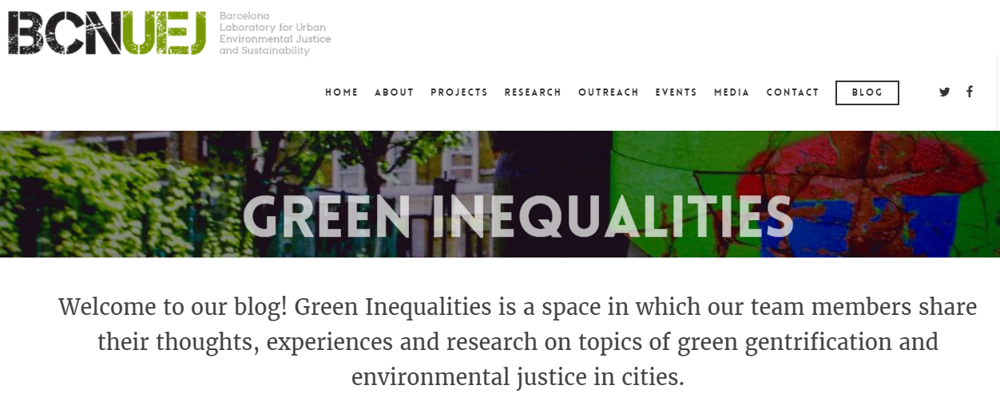 BCNUEJ
Barcelona
Laboratory for Urban
Environmental Justice
and Sustainability
HOME ABOUT PROJECTS RESEARCH OUTREACH EVENTS MEDIA CONTACT BLOG
GREEN INEQUALITIES
Welcome to our blog! Green Inequalities is a space in which our team members share
their thoughts, experiences and research on topics of green gentrification and
environmental justice in cities.